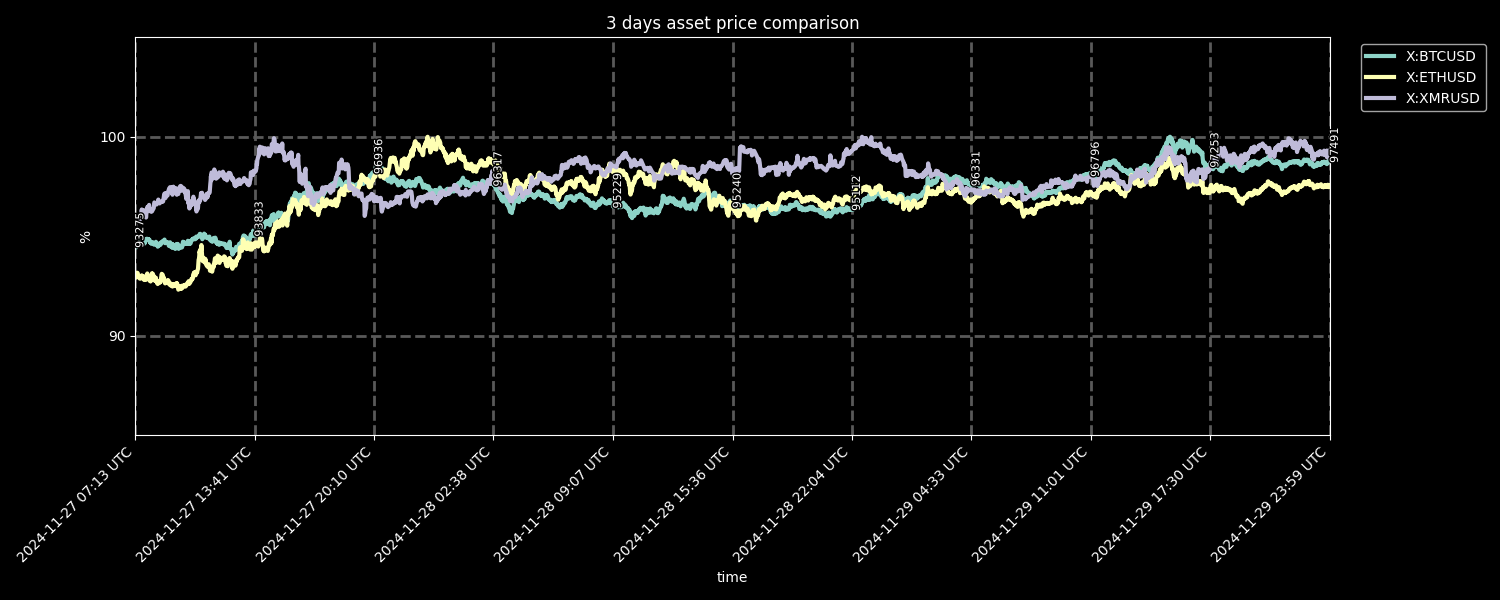 3 days asset price comparison
X:BTCUSD
X:ETHUSD
X:XMRUSD
%
100
90
93275
93833
96936
96317
95229
95240
95112
96331
96796
97253
97491
2024-11-27 07:13 UTC
2024-11-27 13:41 UTC
2024-11-27 20:10 UTC
2024-11-28 02:38 UTC
2024-11-28 09:07 UTC
2024-11-28 15:36 UTC
2024-11-28 22:04 UTC
2024-11-29 04:33 UTC
2024-11-29 11:01 UTC
2024-11-29 17:30 UTC
2024-11-29 23:59 UTC
time